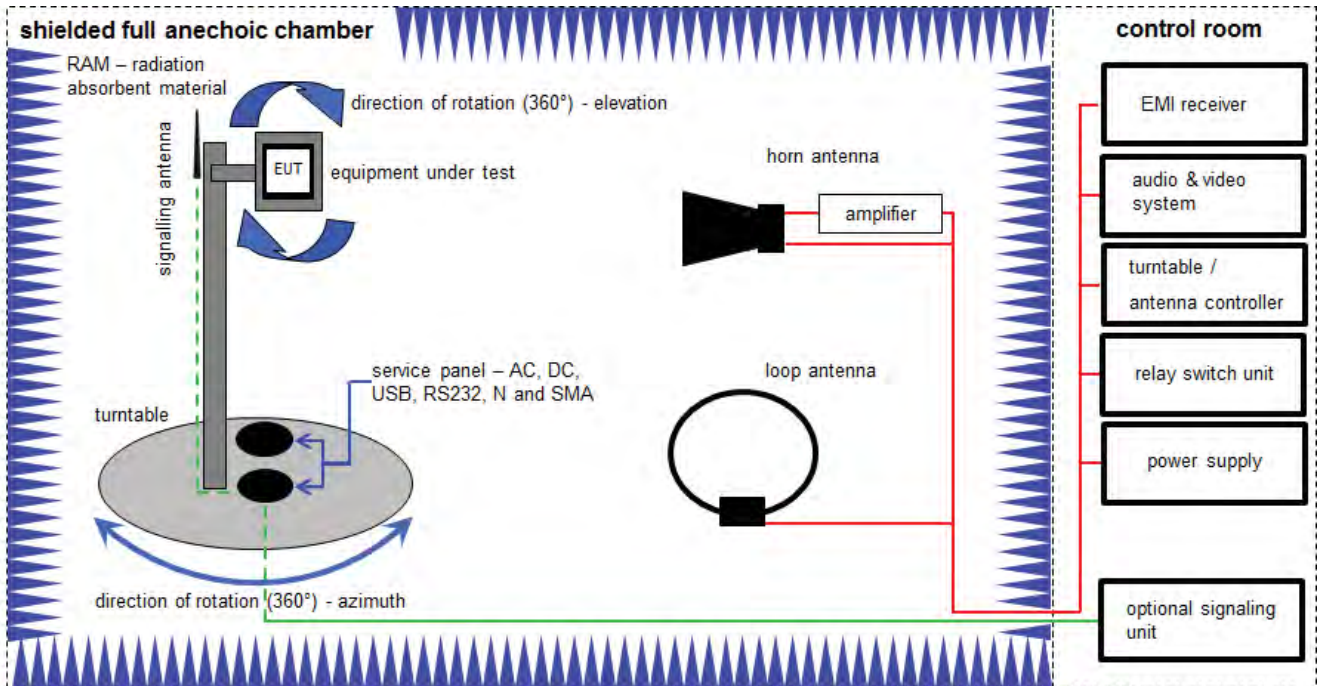 shielded full anechoic chamber
RAM – radiation
absorbent material
signalling antenna
direction of rotation (360°) - elevation
EUT
equipment under test
horn antenna
amplifier
service panel – AC, DC,
USB, RS232, N and SMA
loop antenna
turntable
direction of rotation (360°) - azimuth
control room
EMI receiver
audio & video
system
turntable /
antenna controller
relay switch unit
power supply
optional signaling
unit